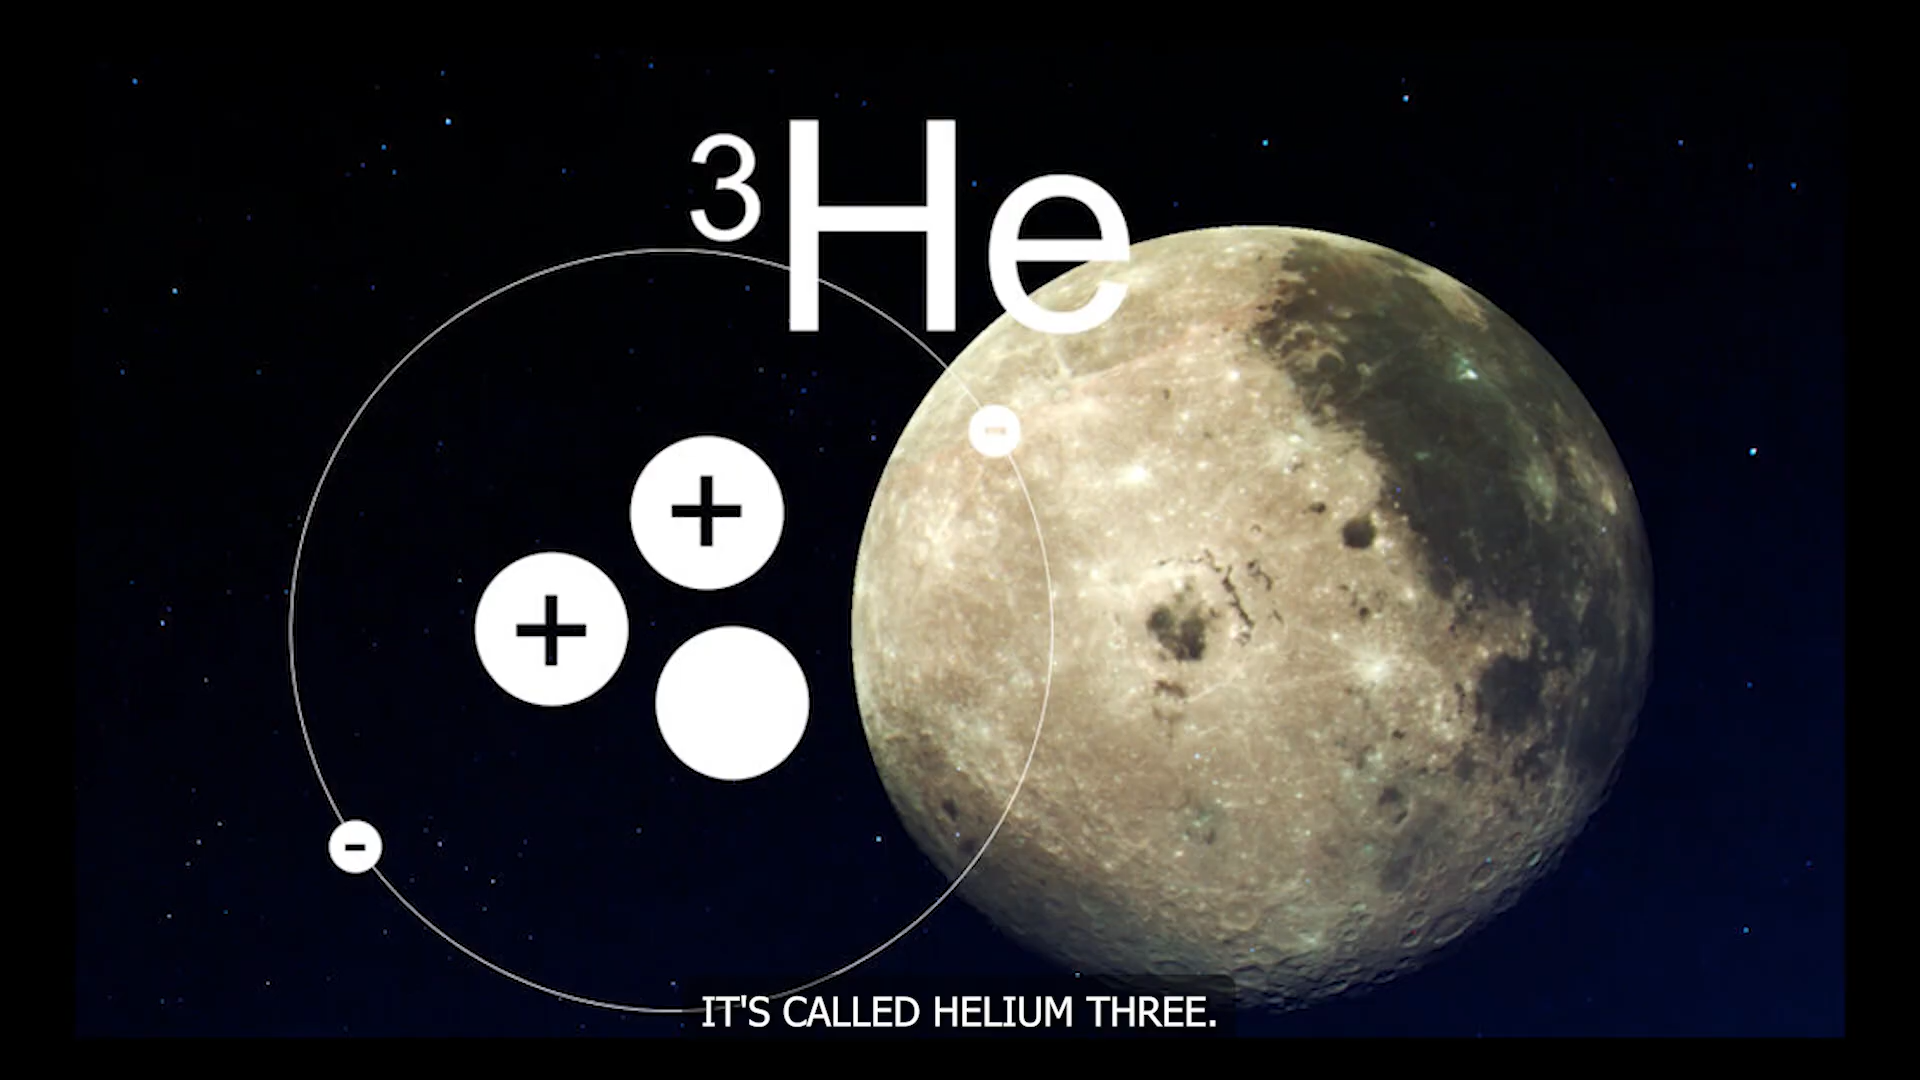 ³He
+
+
-
-
IT'S CALLED HELIUM THREE.